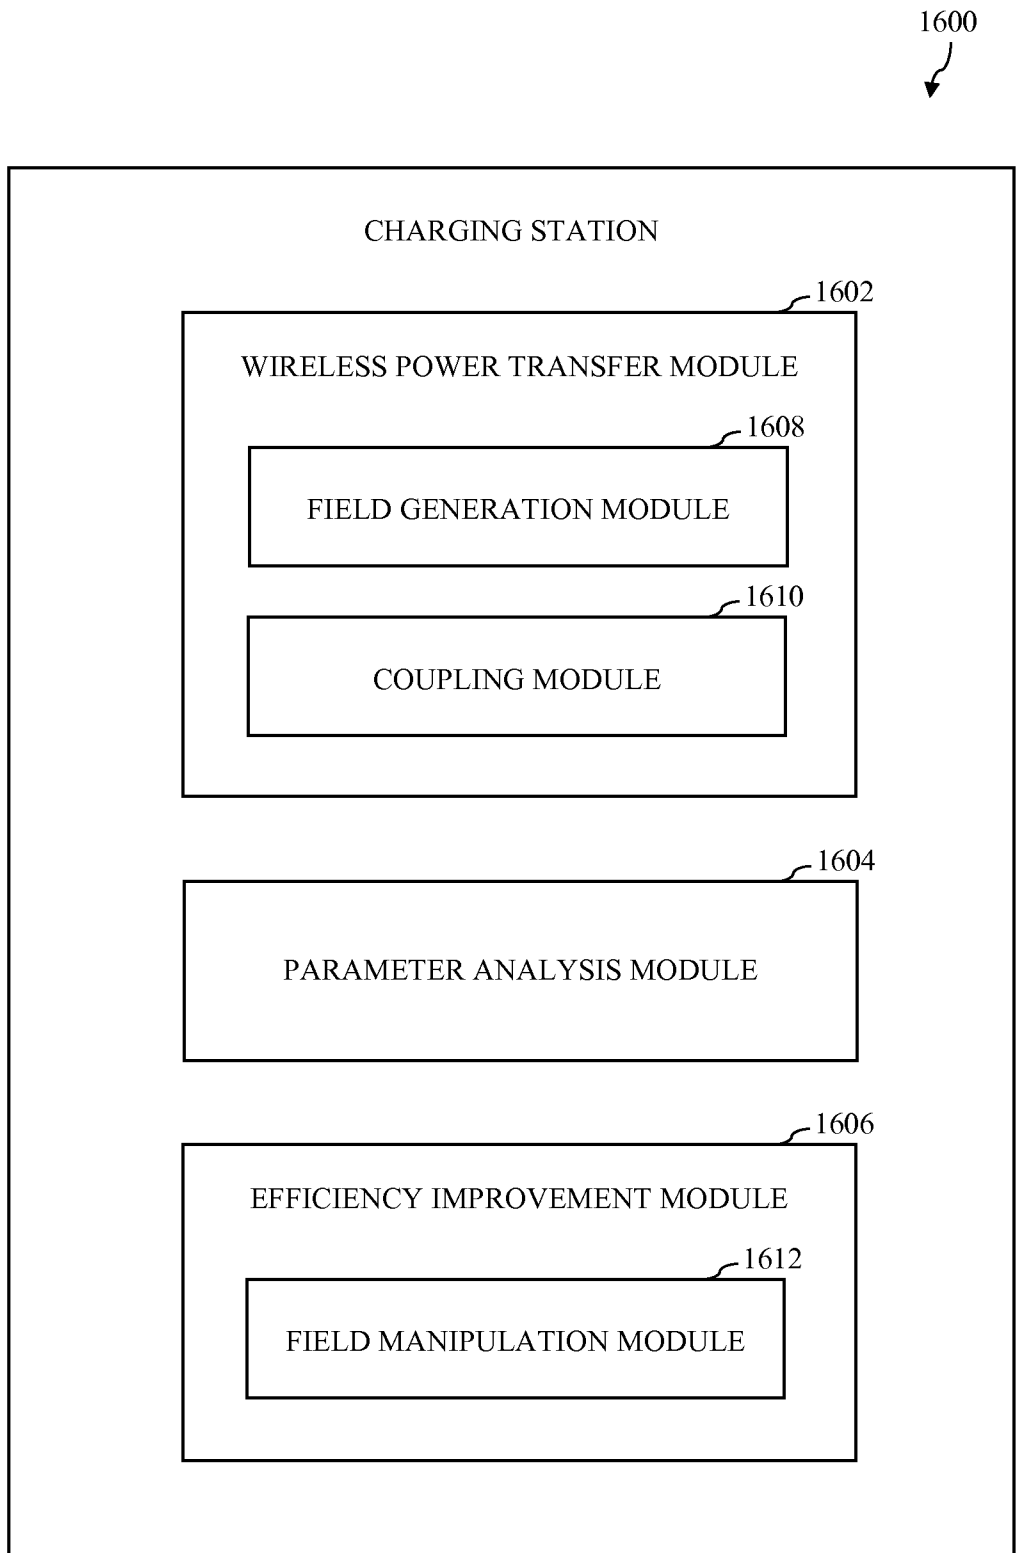 1600
CHARGING STATION
1602
WIRELESS POWER TRANSFER MODULE
1608
FIELD GENERATION MODULE
1610
COUPLING MODULE
1604
PARAMETER ANALYSIS MODULE
1606
EFFICIENCY IMPROVEMENT MODULE
1612
FIELD MANIPULATION MODULE